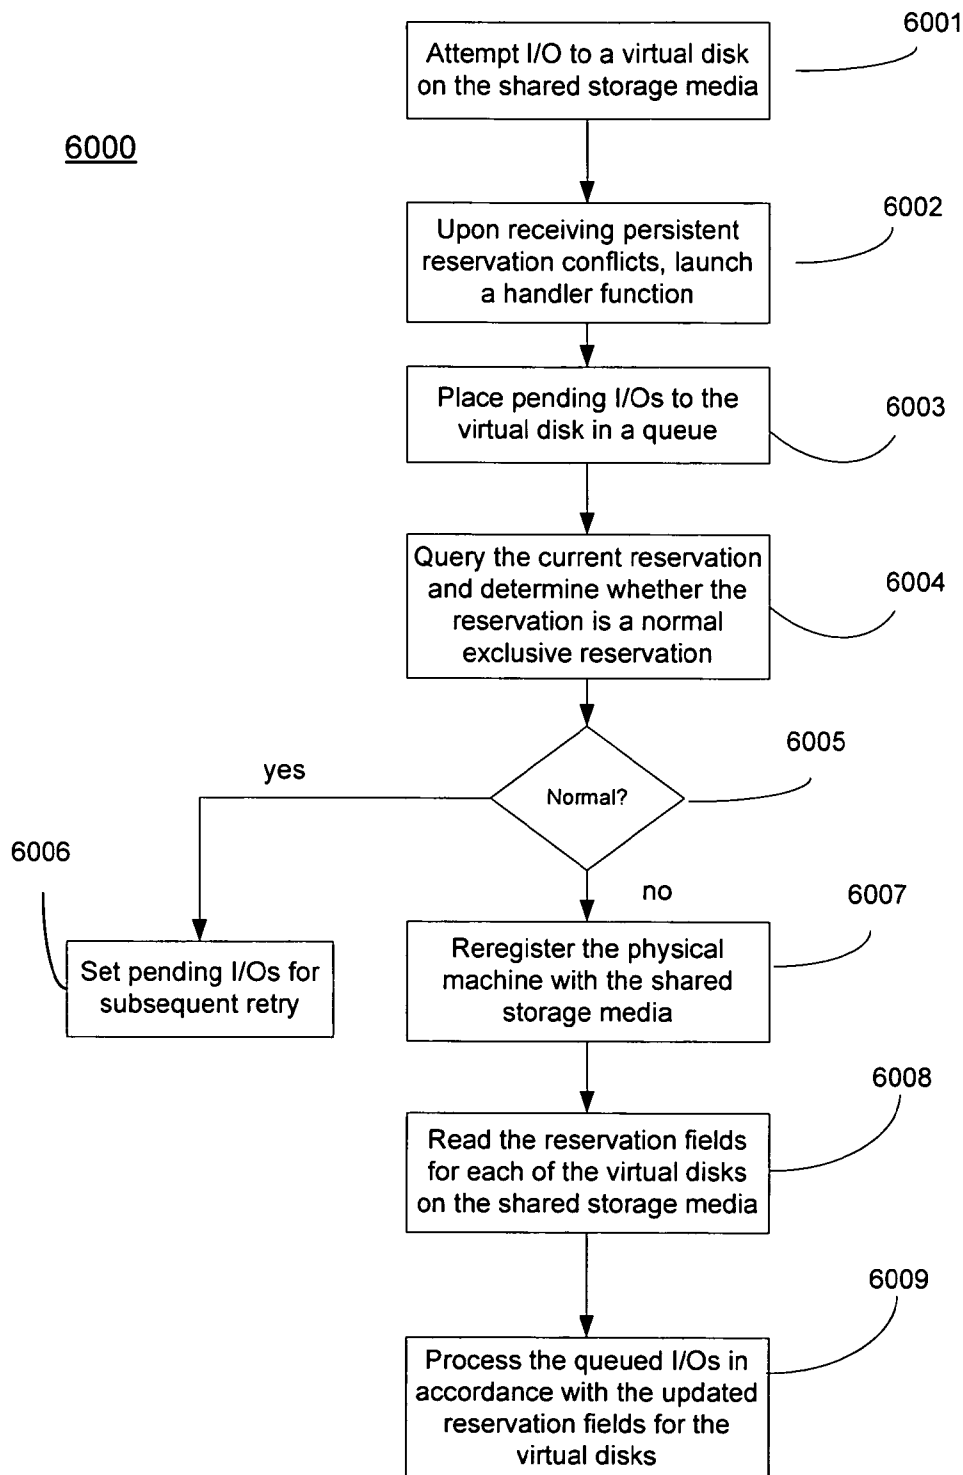 6001
Attempt I/O to a virtual disk
on the shared storage media
6000
6002
Upon receiving persistent
reservation conflicts, launch
a handler function
6003
Place pending I/Os to the
virtual disk in a queue
6004
Query the current reservation
and determine whether the
reservation is a normal
exclusive reservation
6005
yes
Normal?
6006
no
6007
Set pending I/Os for
subsequent retry
Reregister the physical
machine with the shared
storage media
6008
Read the reservation fields
for each of the virtual disks
on the shared storage media
6009
Process the queued I/Os in
accordance with the updated
reservation fields for the
virtual disks